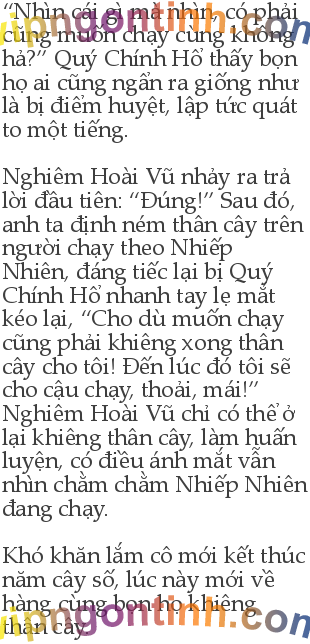 “Nhìn cái gì mà nhìn, có phải
cũng muốn chạy cùng không
hả?” Quý Chính Hổ thấy bọn
họ ai cũng ngẩn ra giống như
là bị điểm huyệt, lập tức quát
to một tiếng.
Nghiêm Hoài Vũ nhảy ra trả
lời đầu tiên: “Đúng!” Sau đó,
anh ta định ném thân cây trên
người chạy theo Nhiếp
Nhiên, đáng tiếc lại bị Quý
Chính Hổ nhanh tay lẹ mắt
kéo lại, “Cho dù muốn chạy
cũng phải khiêng xong thân
cây cho tôi! Đến lúc đó tôi sẽ
cho cậu chạy, thoải, mái!”
Nghiêm Hoài Vũ chỉ có thể ở
lại khiêng thân cây, làm huấn
luyện, có điều ánh mắt vẫn
nhìn chằm chằm Nhiếp Nhiên
đang chạy.
Khó khăn lắm cô mới kết thúc
năm cây số, lúc này mới về
hàng cùng bọn họ khiêng
thân cây.